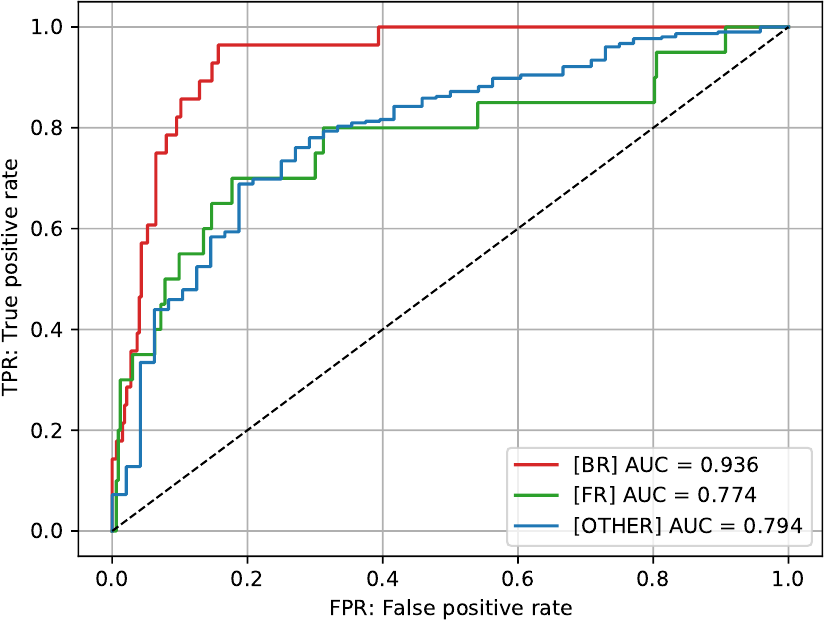 1.0
0.8
0.6
0.4
0.2
0.0
TPR: True positive rate
[BR] AUC = 0.936
[FR] AUC = 0.774
[OTHER] AUC = 0.794
0.0 0.2 0.4 0.6 0.8 1.0
FPR: False positive rate